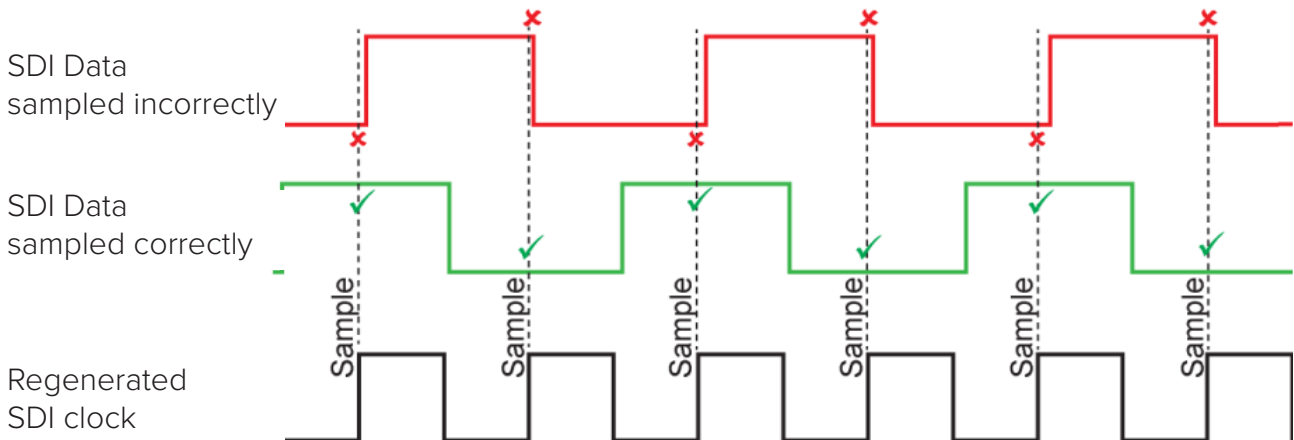 SDI Data
sampled incorrectly
SDI Data
sampled correctly
Sample
Sample
Sample
Sample
Sample
Sample
Regenerated
SDI clock